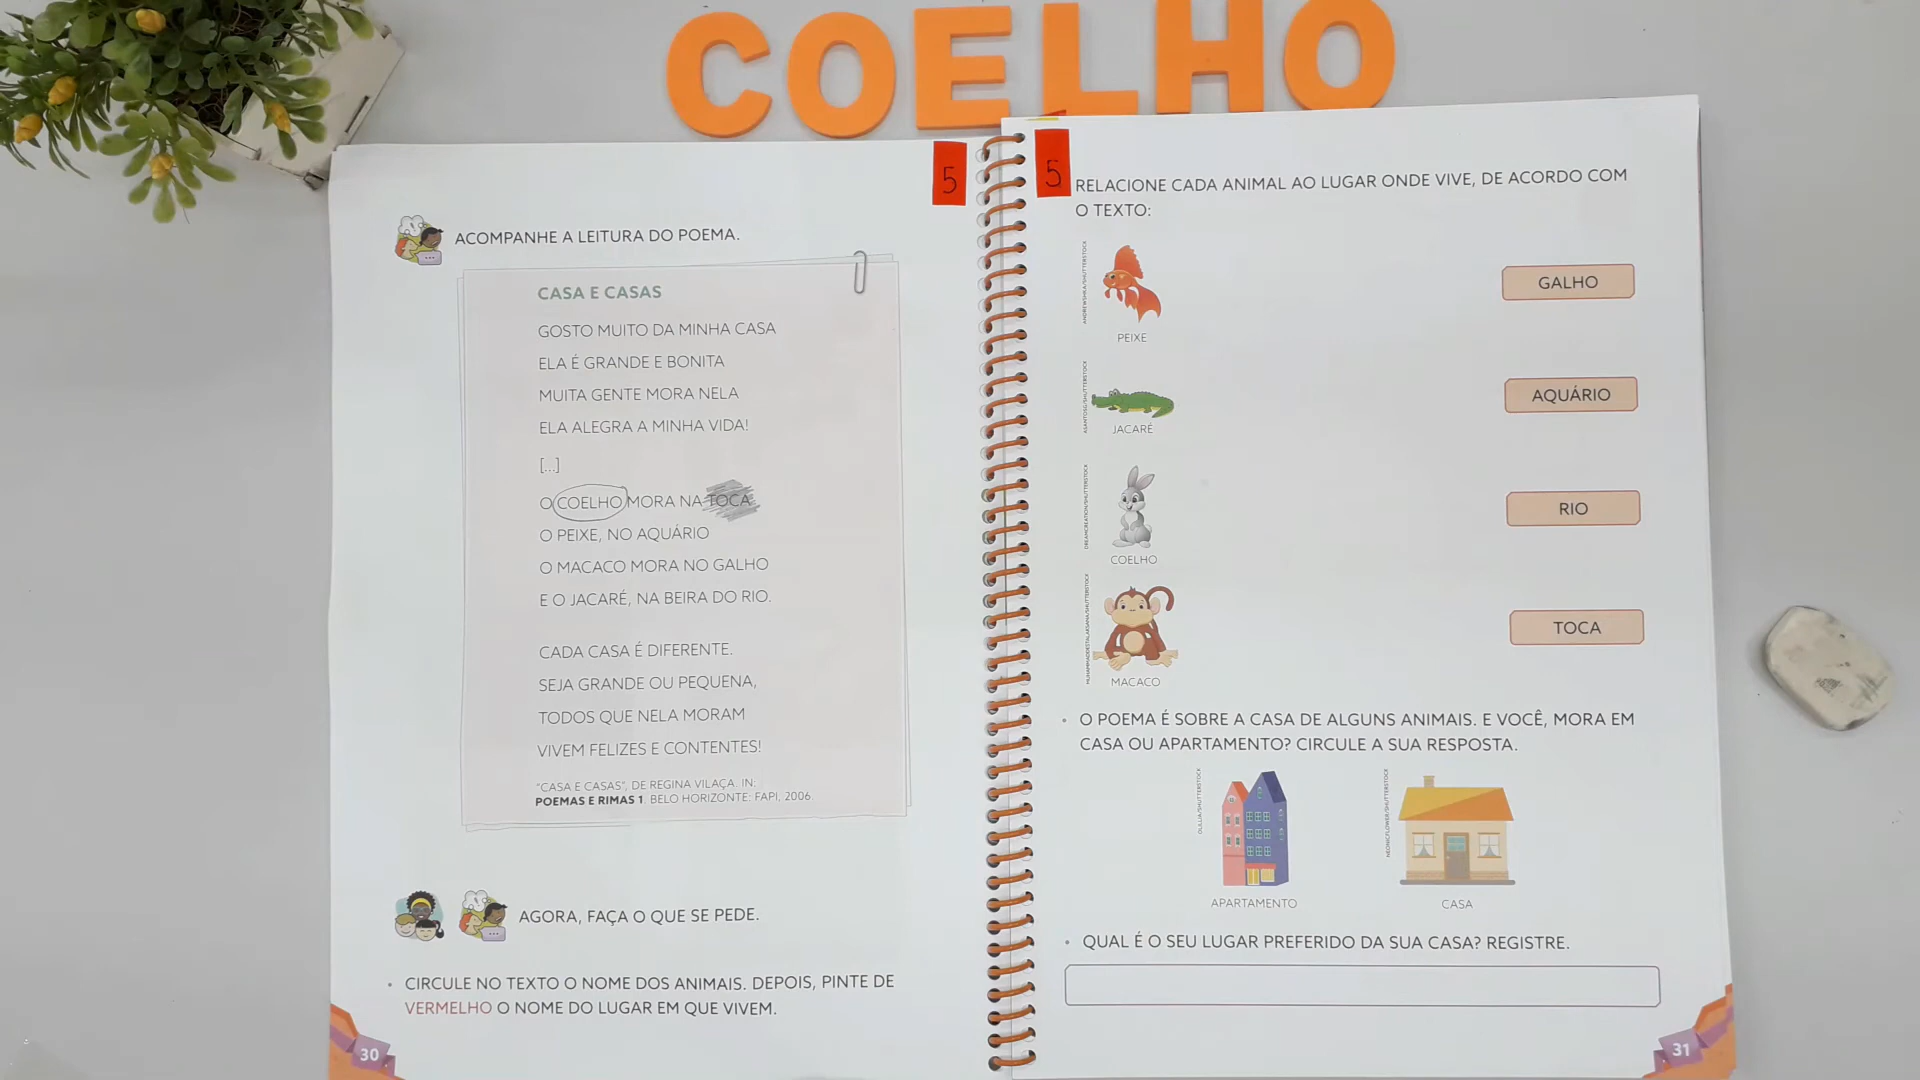 COELHO
5
ACOMPANHE A LEITURA DO POEMA.
CASA E CASAS
GOSTO MUITO DA MINHA CASA
ELA É GRANDE E BONITA
MUITA GENTE MORA NELA
ELA ALEGRA A MINHA VIDA!
[...]
O COELHO MORA NA TOCA
O PEIXE, NO AQUÁRIO
O MACACO MORA NO GALHO
E O JACARÉ, NA BEIRA DO RIO.
CADA CASA É DIFERENTE.
SEJA GRANDE OU PEQUENA,
TODOS QUE NELA MORAM
VIVEM FELIZES E CONTENTES!
"CASA E CASAS", DE REGINA VILAÇA. IN:
POEMAS E RIMAS 1. BELO HORIZONTE: FAPI, 2006.
AGORA, FAÇA O QUE SE PEDE.
• CIRCULE NO TEXTO O NOME DOS ANIMAIS. DEPOIS, PINTE DE
VERMELHO O NOME DO LUGAR EM QUE VIVEM.
30
5
RELACIONE CADA ANIMAL AO LUGAR ONDE VIVE, DE ACORDO COM
O TEXTO:
PEIXE
GALHO
JACARÉ
AQUÁRIO
COELHO
RIO
MACACO
TOCA
• O POEMA É SOBRE A CASA DE ALGUNS ANIMAIS. E VOCÊ, MORA EM
CASA OU APARTAMENTO? CIRCULE A SUA RESPOSTA.
APARTAMENTO
CASA
• QUAL É O SEU LUGAR PREFERIDO DA SUA CASA? REGISTRE.
31